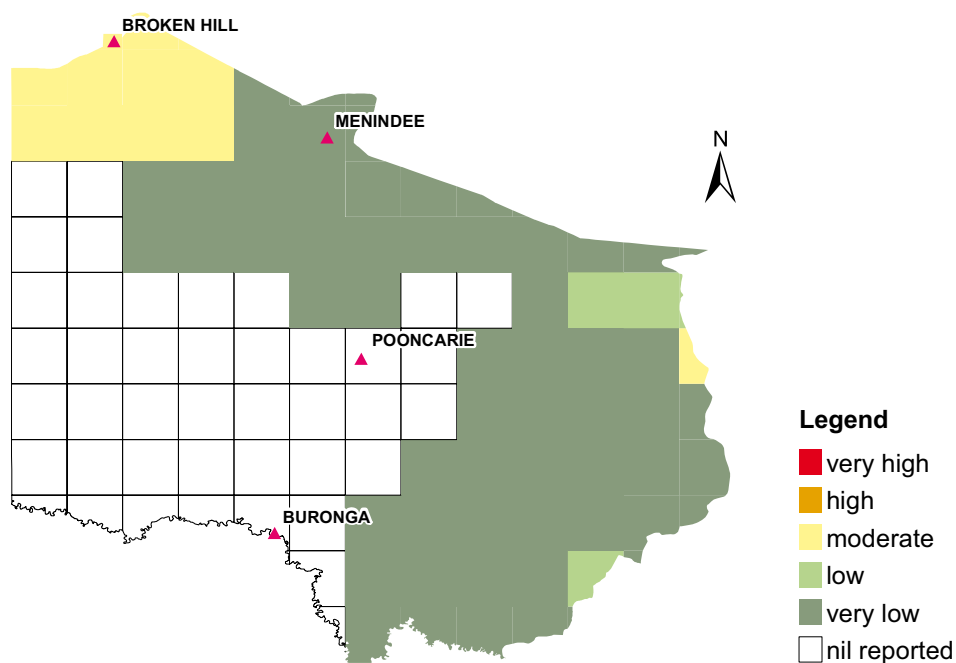 BROKEN HILL
MENINDEE
N
POONCARIE
BURONGA
Legend
very high
high
moderate
low
very low
nil reported